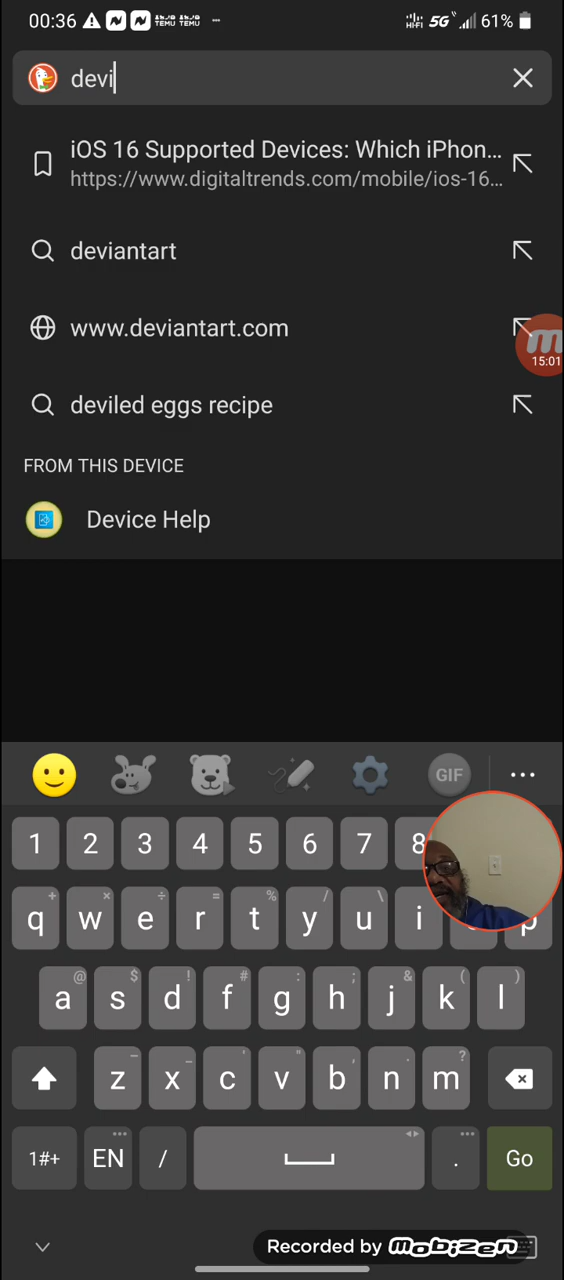 00:36 TEMU TEMU HI-FI 5G 61%
devi
iOS 16 Supported Devices: Which iPhon...
https://www.digitaltrends.com/mobile/ios-16...
deviantart
www.deviantart.com
15:01
deviled eggs recipe
FROM THIS DEVICE
Device Help
GIF ...
1 2 3 4 5 6 7 8
+ × ÷ = % / \
q w e r t y u i p
@ $ ! # : ; & ( )
a s d f g h j k l
- _ ' " , . ?
z x c v b n m
1#+ EN / . Go
Recorded by mobizen